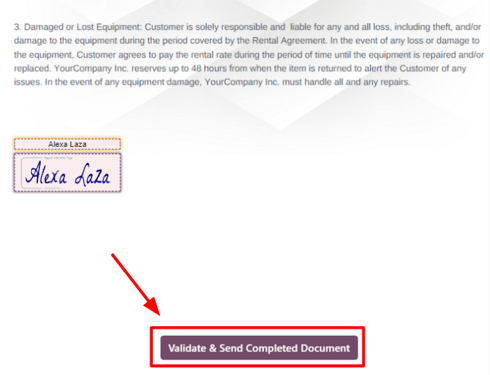 3. Damaged or Lost Equipment: Customer is solely responsible and liable for any and all loss, including theft, and/or
damage to the equipment during the period covered by the Rental Agreement. In the event of any loss or damage to
the equipment, Customer agrees to pay the rental rate during the period of time until the equipment is repaired and/or
replaced. YourCompany Inc. reserves up to 48 hours from when the item is returned to alert the Customer of any
issues. In the event of any equipment damage, YourCompany Inc. must handle all and any repairs.
Alexa Laza
Alexa Laza
Validate & Send Completed Document